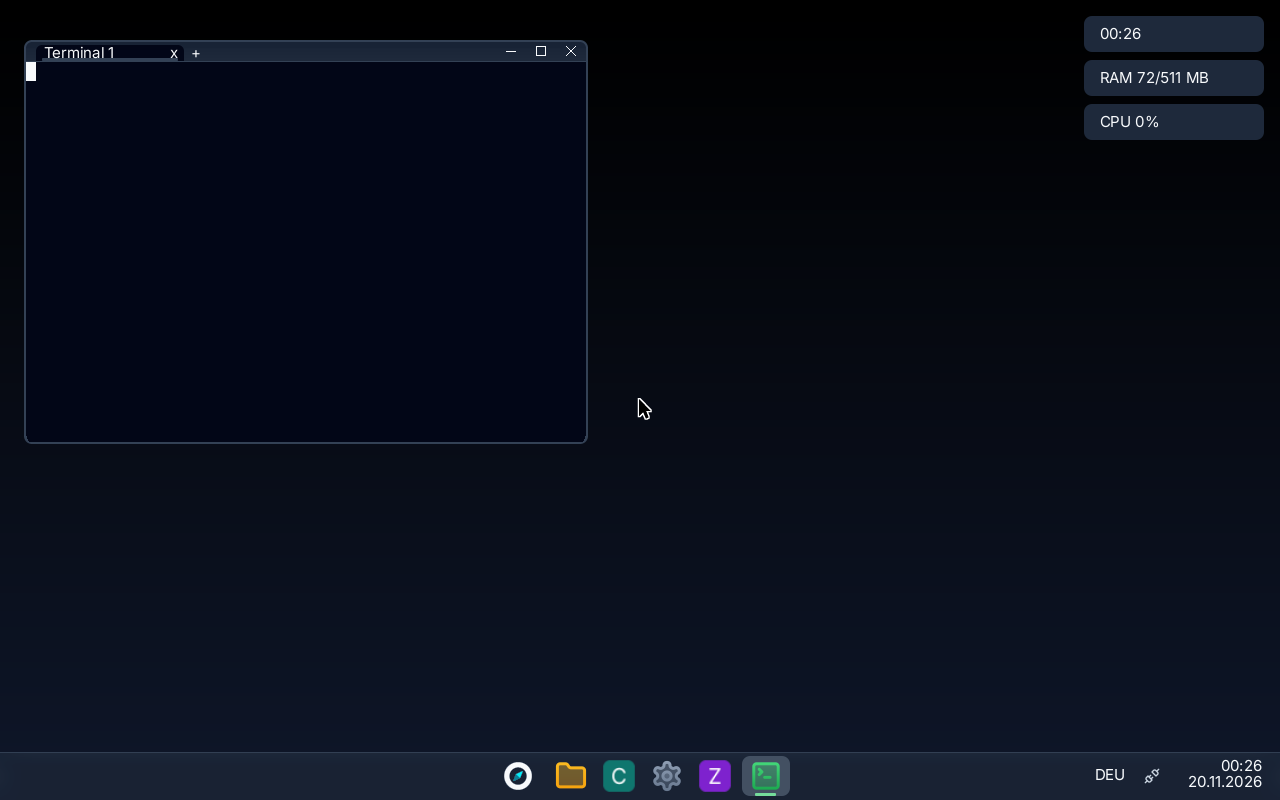 Terminal 1 x +
00:26
RAM 72/511 MB
CPU 0%
C
Z
DEU
00:26
20.11.2026